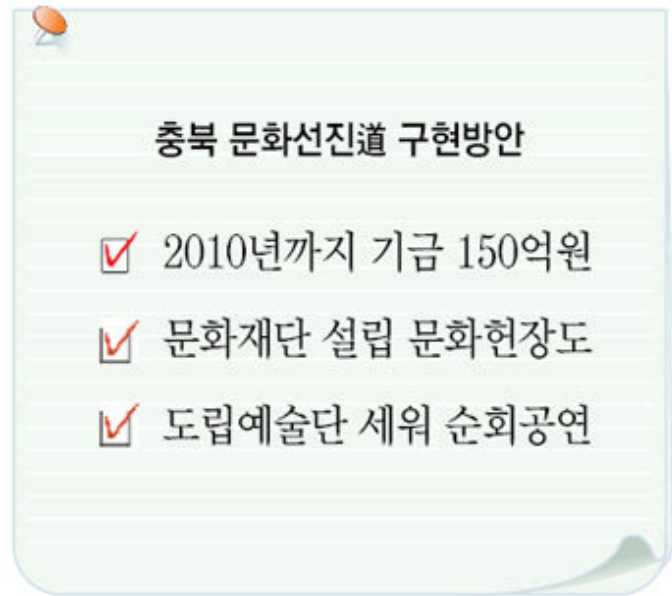 충북 문화선진道 구현방안
2010년까지 기금 150억원
문화재단 설립 문화헌장도
도립예술단 세워 순회공연